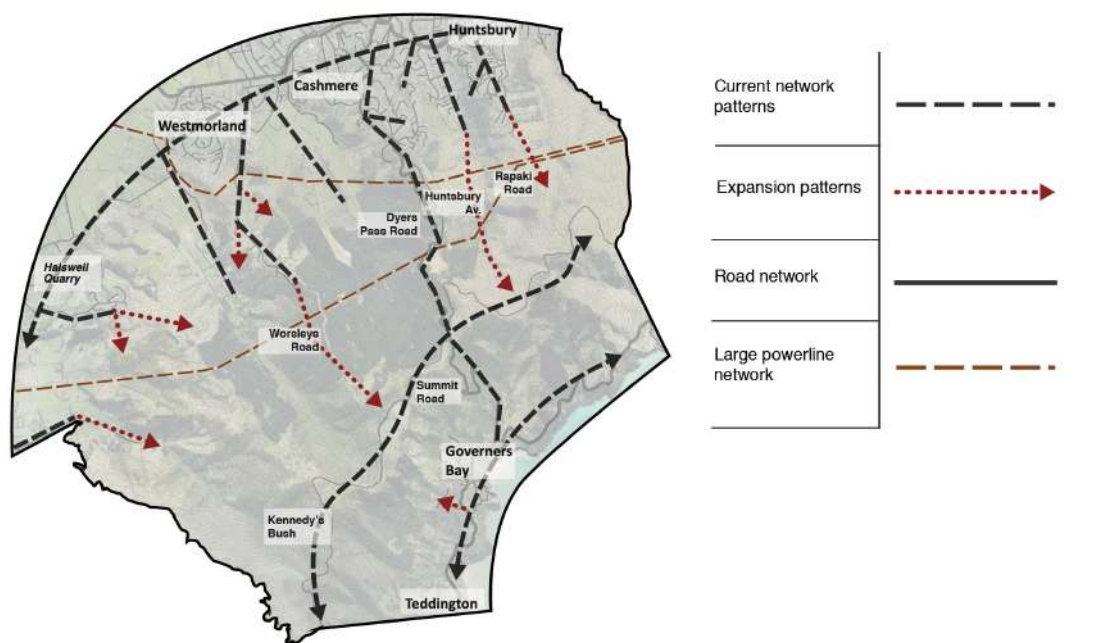 Huntsbury
Cashmere
Westmorland
Rapaki
Road
Huntsbury
Av.
Dyers
Pass Road
Halswell
Quarry
Worsleys
Road
Summit
Road
Governers
Bay
Kennedy's
Bush
Teddington
Current network
patterns
Expansion patterns
Road network
Large powerline
network